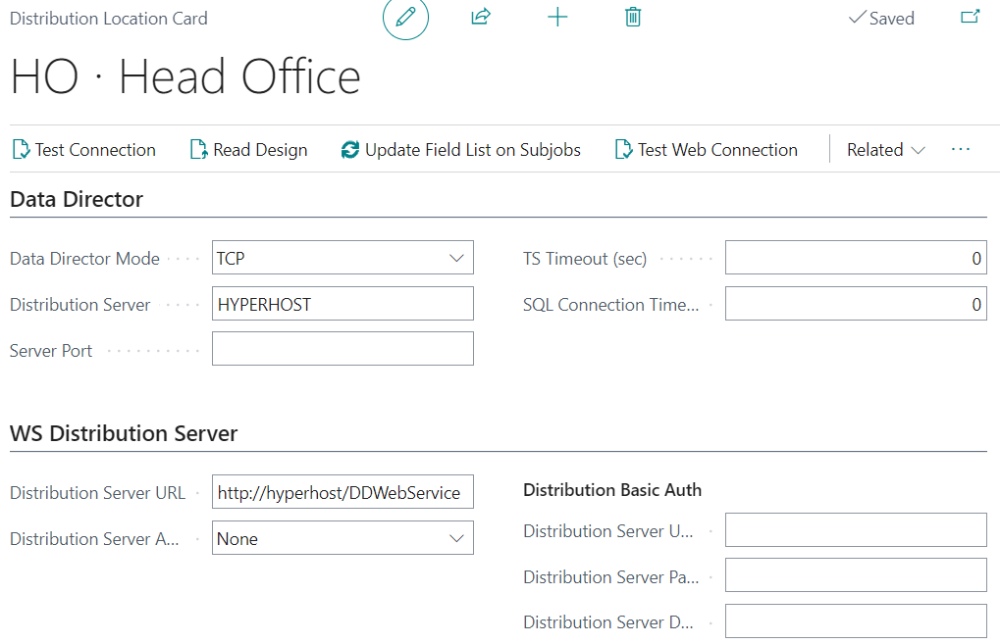 Distribution Location Card
Saved
HO · Head Office
Test Connection
Read Design
Update Field List on Subjobs
Test Web Connection
Related
Data Director
Data Director Mode
TCP
TS Timeout (sec)
0
Distribution Server
HYPERHOST
SQL Connection Time...
0
Server Port
WS Distribution Server
Distribution Server URL
http://hyperhost/DDWebService
Distribution Basic Auth
Distribution Server A...
None
Distribution Server U...
Distribution Server Pa...
Distribution Server D...